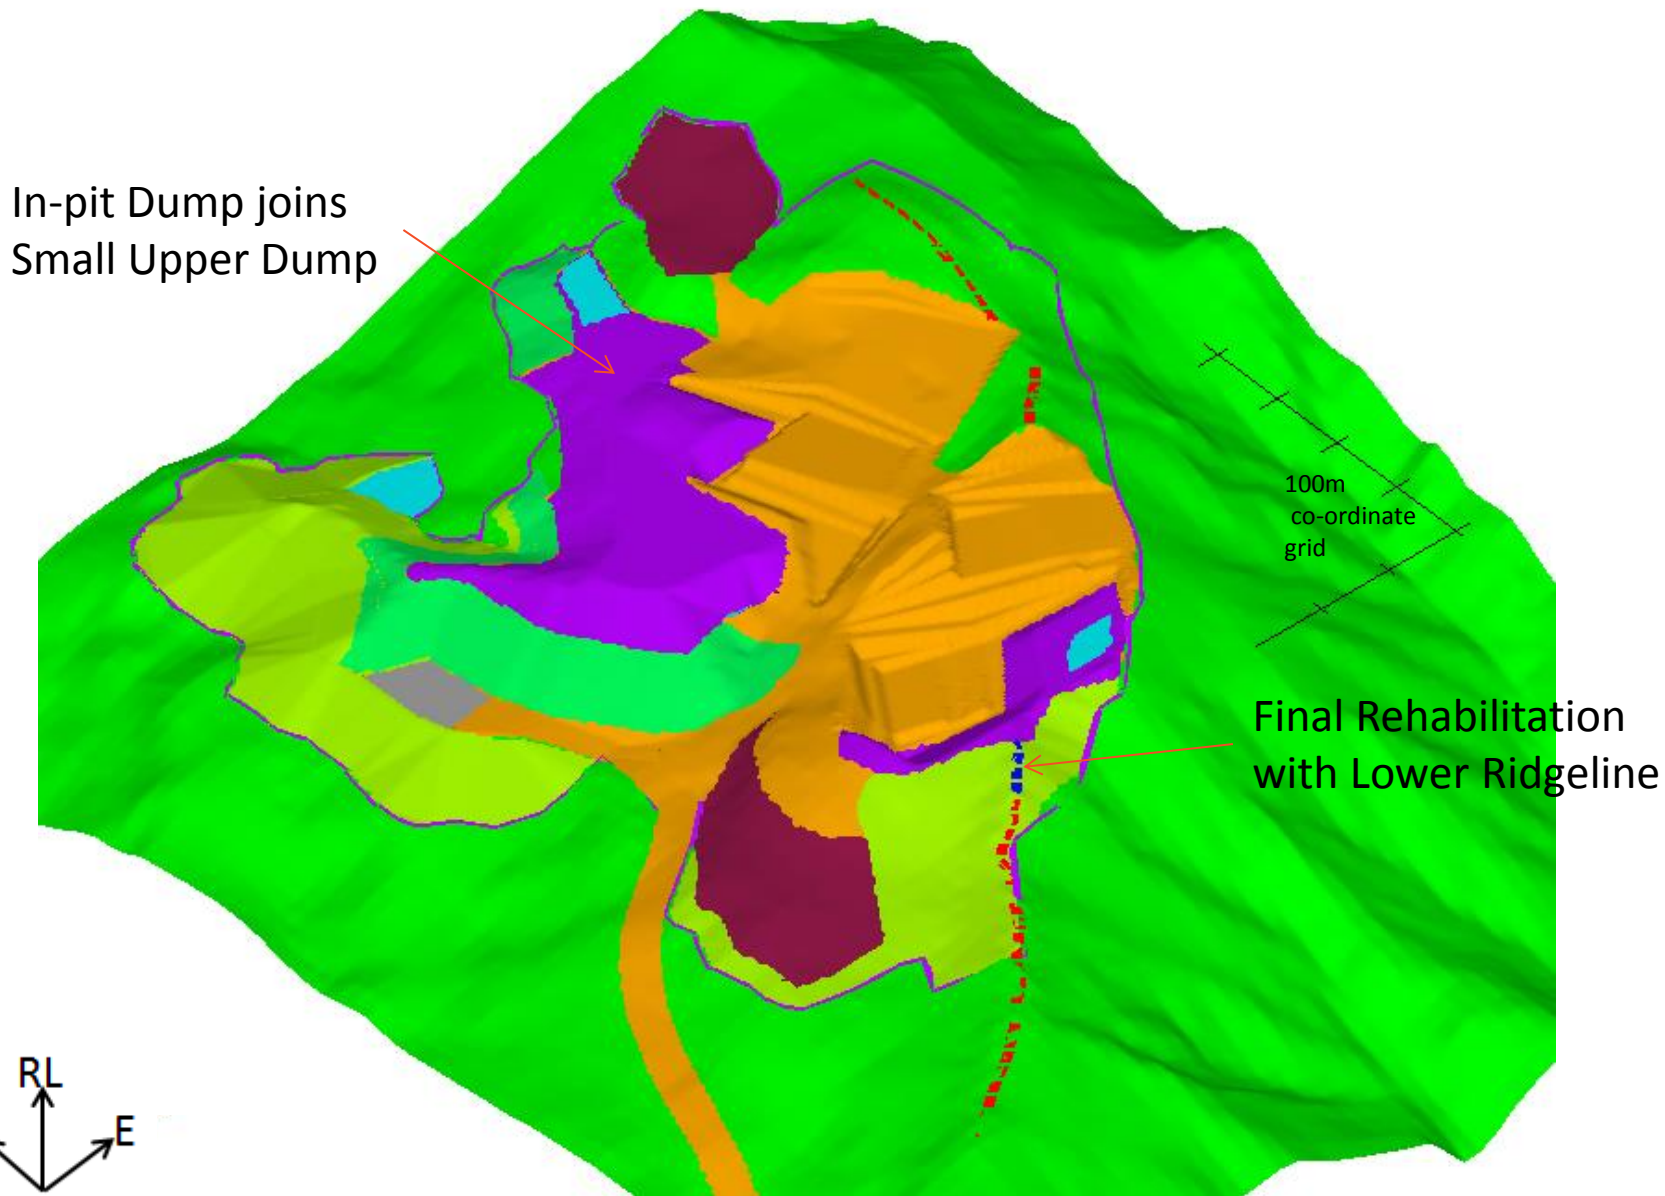 In-pit Dump joins
Small Upper Dump
100m
co-ordinate
grid
Final Rehabilitation
with Lower Ridgeline
RL
E